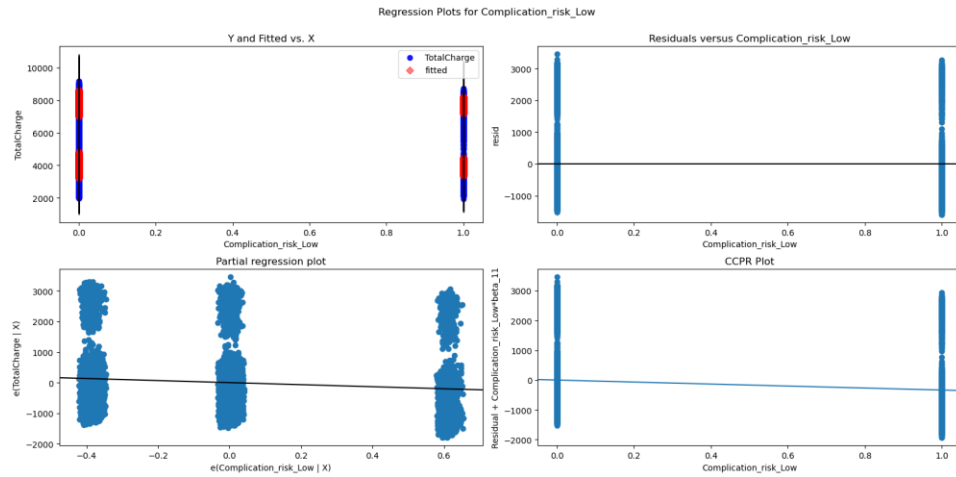 Regression Plots for Complication_risk_Low
Y and Fitted vs. X
TotalCharge
fitted
TotalCharge
10000
8000
6000
4000
2000
0.0 0.2 0.4 0.6 0.8 1.0
Complication_risk_Low
Residuals versus Complication_risk_Low
resid
3000
2000
1000
0
−1000
0.0 0.2 0.4 0.6 0.8 1.0
Complication_risk_Low
Partial regression plot
e(TotalCharge | X)
3000
2000
1000
0
−1000
−2000
−0.4 −0.2 0.0 0.2 0.4 0.6
e(Complication_risk_Low | X)
CCPR Plot
Residual + Complication_risk_Low*beta_11
3000
2000
1000
0
−1000
−2000
0.0 0.2 0.4 0.6 0.8 1.0
Complication_risk_Low